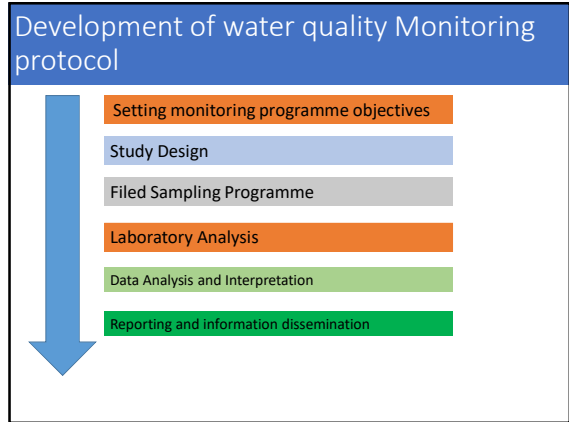 Development of water quality Monitoring
protocol
Setting monitoring programme objectives
Study Design
Filed Sampling Programme
Laboratory Analysis
Data Analysis and Interpretation
Reporting and information dissemination